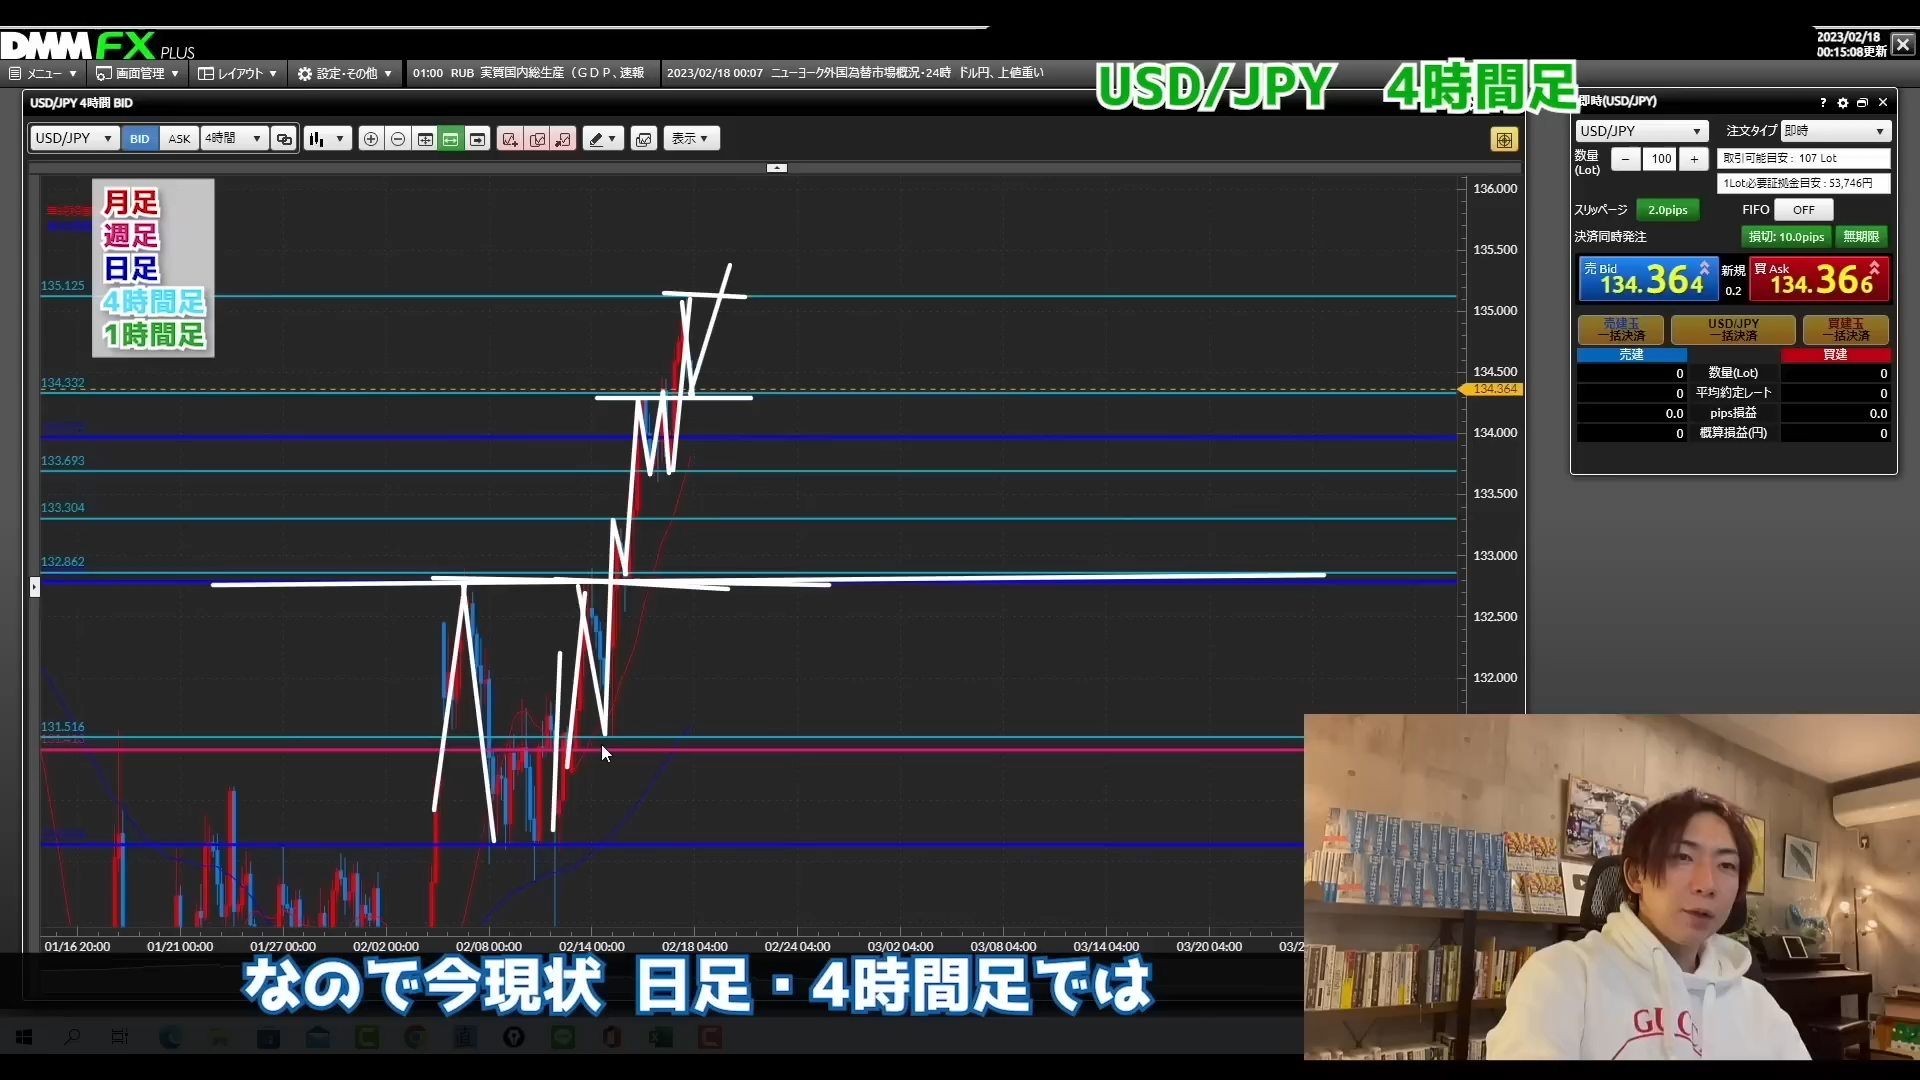 DMM FX PLUS
2023/02/18
00:15:08更新
メニュー
画面管理
レイアウト
設定・その他
01:00 RUB 実質国内総生産（ＧＤＰ、速報
2023/02/18 00:07 ニューヨーク外国為替市場概況・24時 ドル円、上値重い
USD/JPY 4時間足
USD/JPY 4時間 BID
即時(USD/JPY)
USD/JPY
BID
ASK
4時間
表示
USD/JPY
注文タイプ 即時
数量
(Lot)
100
取引可能目安 : 107 Lot
1Lot必要証拠金目安 : 53,746円
スリッページ 2.0pips
FIFO OFF
決済同時発注
損切: 10.0pips
無期限
売 Bid
134.364
新規
0.2
買 Ask
134.366
売建玉
一括決済
USD/JPY
一括決済
買建玉
一括決済
売建
買建
0 数量(Lot) 0
0 平均約定レート 0
0.0 pips損益 0.0
0 概算損益(円) 0
月足
週足
日足
4時間足
1時間足
135.125
134.332
133.693
133.304
132.862
131.516
136.000
135.500
135.000
134.500
134.364
134.000
133.500
133.000
132.500
132.000
01/16 20:00
01/21 00:00
01/27 00:00
02/02 00:00
02/08 00:00
02/14 00:00
02/18 04:00
02/24 04:00
03/02 04:00
03/08 04:00
03/14 04:00
03/20 04:00
なので今現状 日足・4時間足では